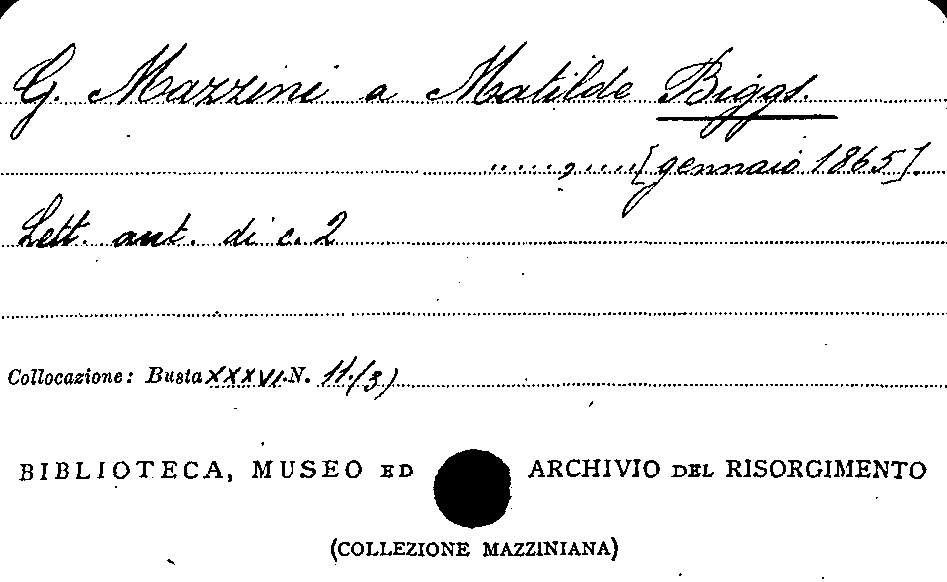 G. Mazzini a Matilde Biggs.
....., ....[gennaio 1865].
Lett. aut. di c. 2
Collocazione: Busta XXXVI. N. 11.(3)
BIBLIOTECA, MUSEO ED ARCHIVIO DEL RISORGIMENTO
(COLLEZIONE MAZZINIANA)